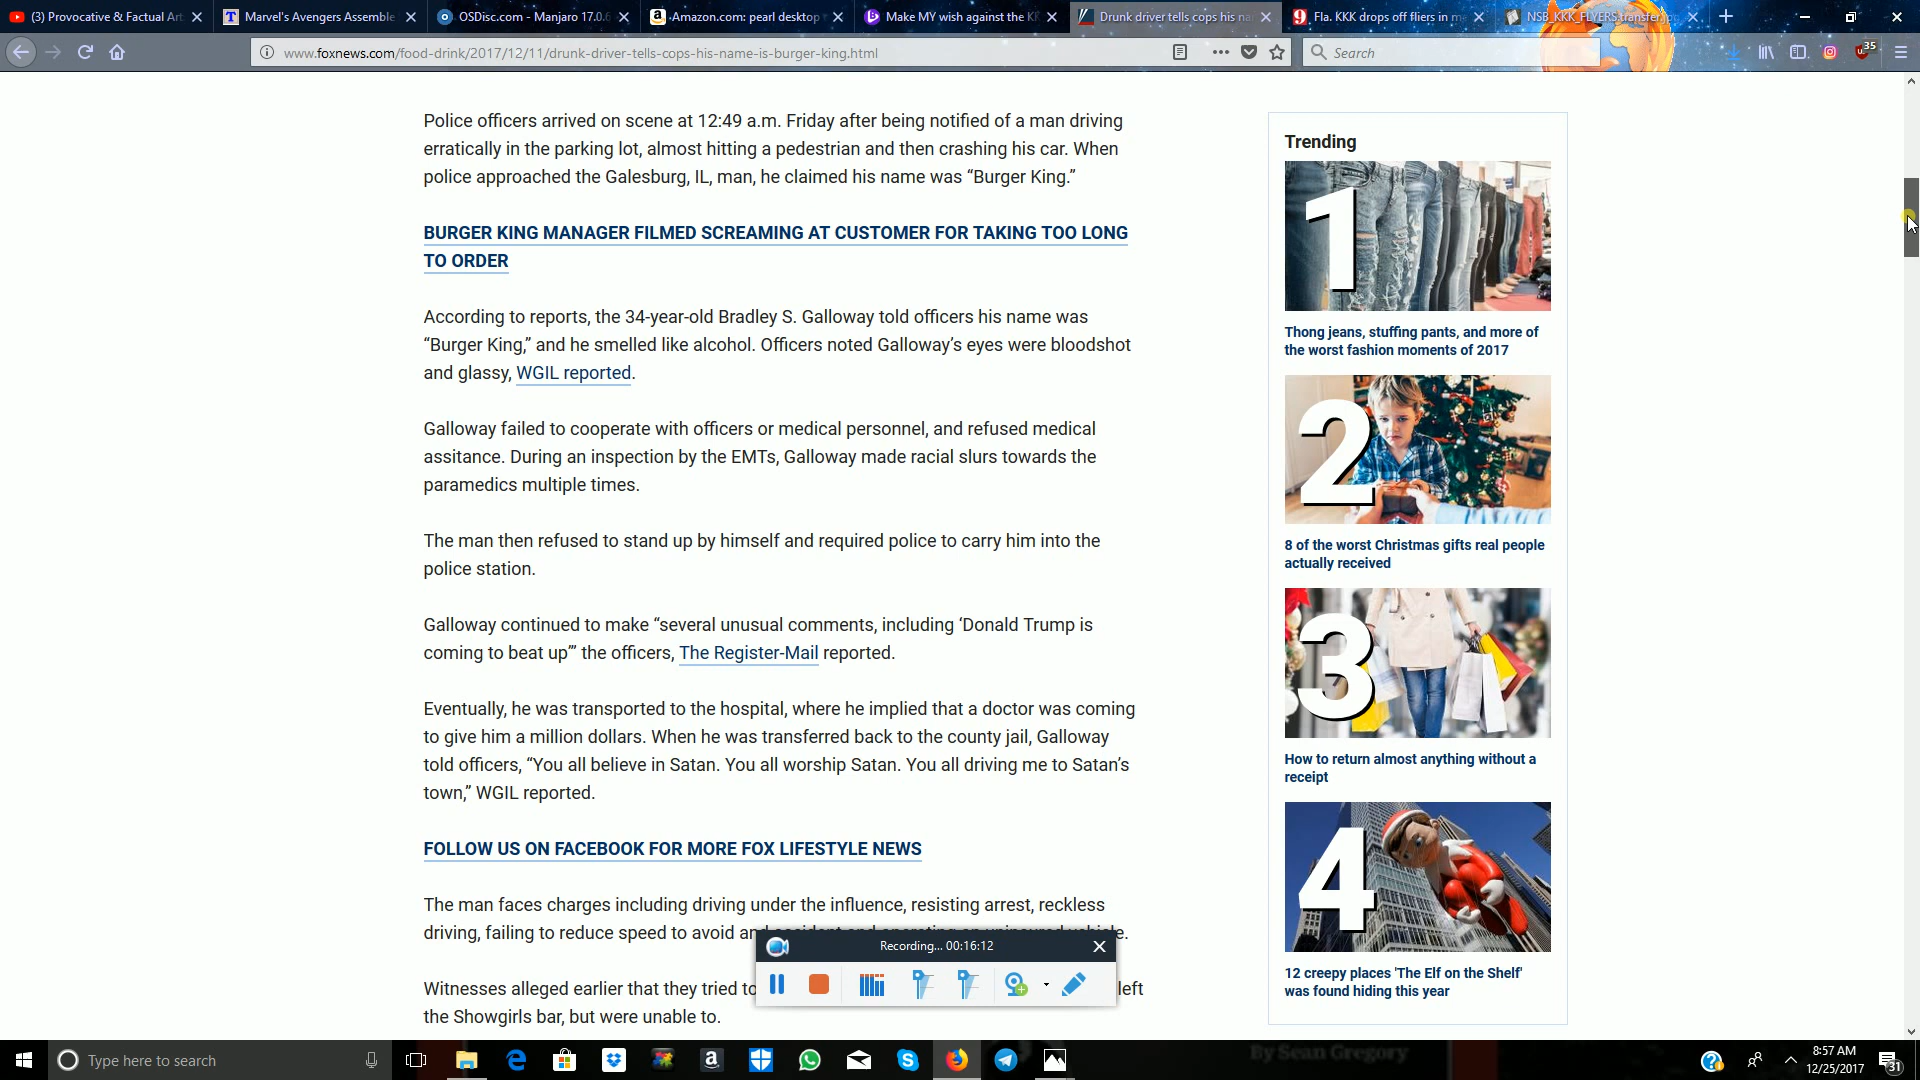 (3) Provocative & Factual Art
Marvel's Avengers Assemble
OSDisc.com - Manjaro 17.0.6
Amazon.com: pearl desktop
Make MY wish against the K
Drunk driver tells cops his na
Fla. KKK drops off fliers in m
NSB_KKK_FLYERS.transfer.jp
www.foxnews.com/food-drink/2017/12/11/drunk-driver-tells-cops-his-name-is-burger-king.html
Search
35
Police officers arrived on scene at 12:49 a.m. Friday after being notified of a man driving
erratically in the parking lot, almost hitting a pedestrian and then crashing his car. When
police approached the Galesburg, IL, man, he claimed his name was “Burger King.”
BURGER KING MANAGER FILMED SCREAMING AT CUSTOMER FOR TAKING TOO LONG
TO ORDER
According to reports, the 34-year-old Bradley S. Galloway told officers his name was
“Burger King,” and he smelled like alcohol. Officers noted Galloway’s eyes were bloodshot
and glassy, WGIL reported.
Galloway failed to cooperate with officers or medical personnel, and refused medical
assitance. During an inspection by the EMTs, Galloway made racial slurs towards the
paramedics multiple times.
The man then refused to stand up by himself and required police to carry him into the
police station.
Galloway continued to make “several unusual comments, including ‘Donald Trump is
coming to beat up’” the officers, The Register-Mail reported.
Eventually, he was transported to the hospital, where he implied that a doctor was coming
to give him a million dollars. When he was transferred back to the county jail, Galloway
told officers, “You all believe in Satan. You all worship Satan. You all driving me to Satan’s
town,” WGIL reported.
FOLLOW US ON FACEBOOK FOR MORE FOX LIFESTYLE NEWS
The man faces charges including driving under the influence, resisting arrest, reckless
driving, failing to reduce speed to avoid an
Witnesses alleged earlier that they tried to left
the Showgirls bar, but were unable to.
Trending
1
Thong jeans, stuffing pants, and more of
the worst fashion moments of 2017
2
8 of the worst Christmas gifts real people
actually received
3
How to return almost anything without a
receipt
4
12 creepy places 'The Elf on the Shelf'
was found hiding this year
Recording... 00:16:12
Type here to search
By Sean Gregory
8:57 AM
12/25/2017
31